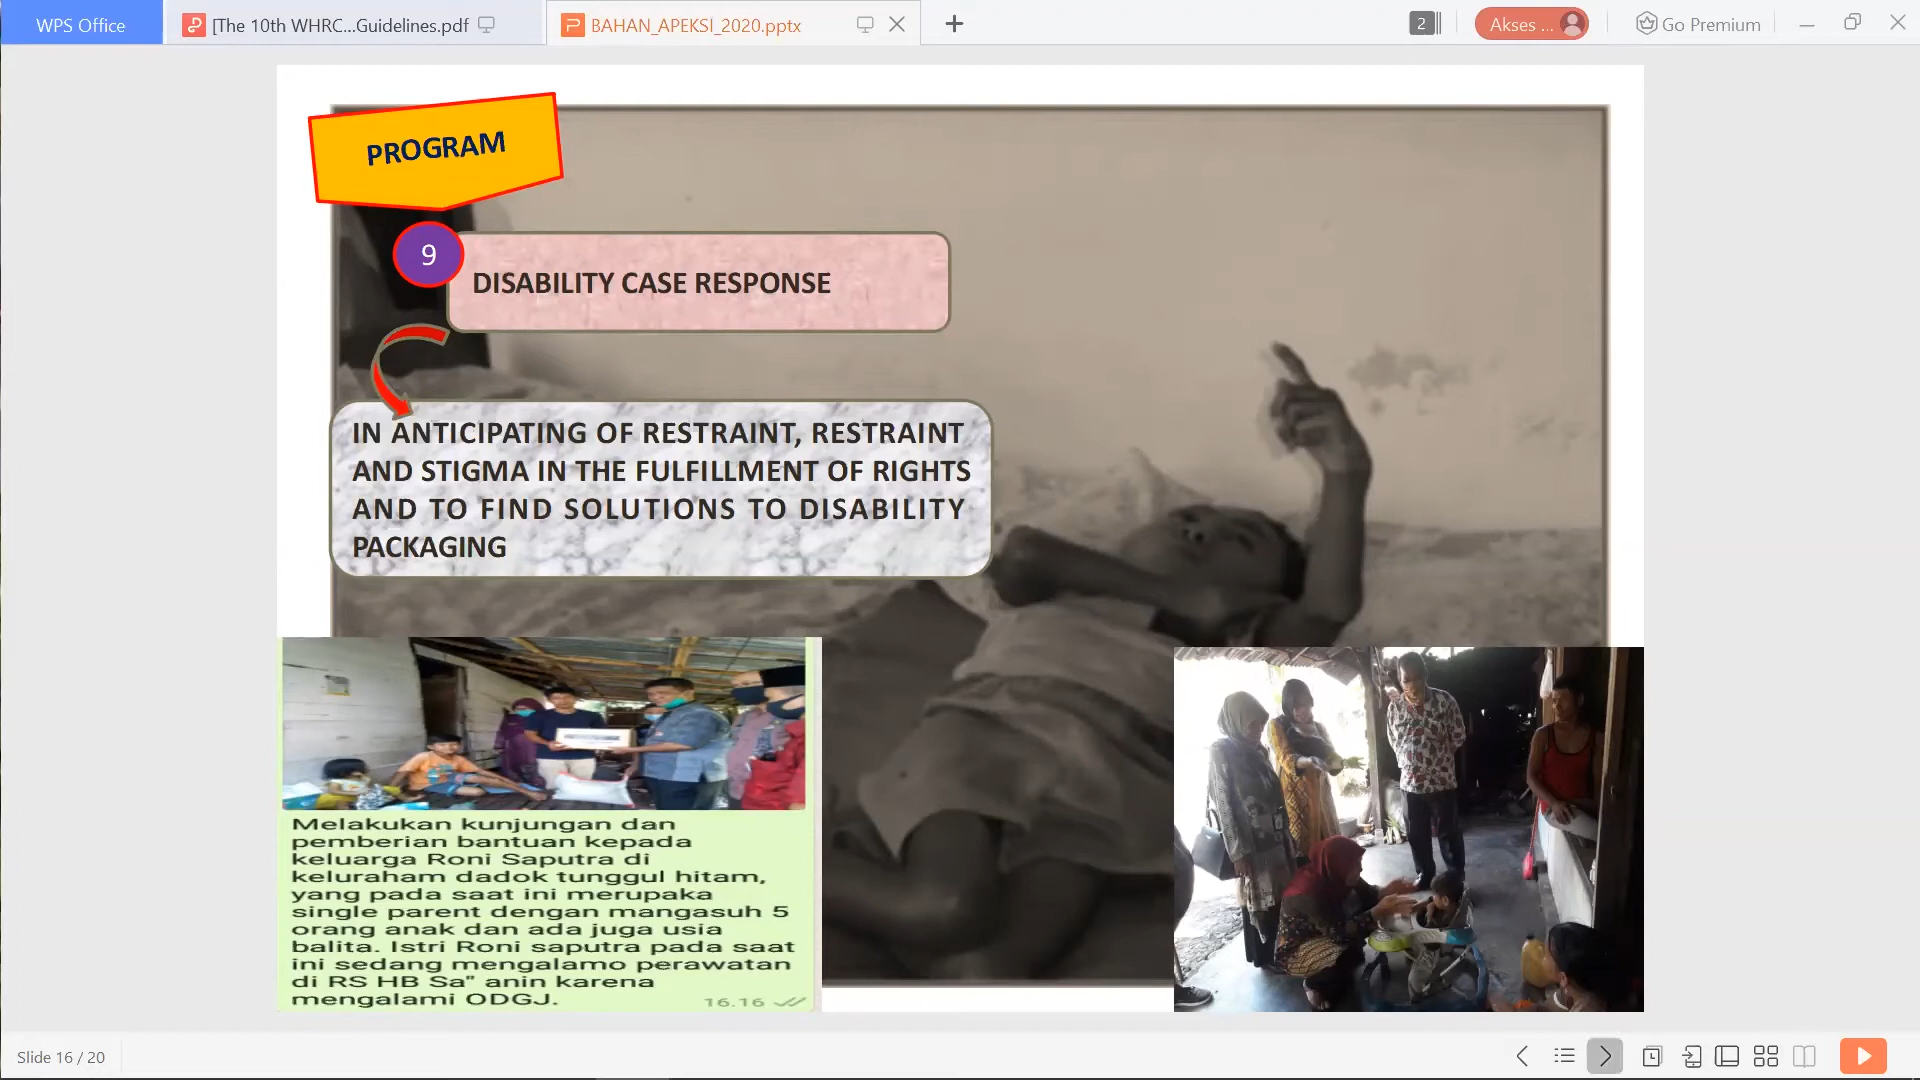 WPS Office
[The 10th WHRC...Guidelines.pdf
BAHAN_APEKSI_2020.pptx
2
Akses ...
Go Premium
PROGRAM
9
DISABILITY CASE RESPONSE
IN ANTICIPATING OF RESTRAINT, RESTRAINT
AND STIGMA IN THE FULFILLMENT OF RIGHTS
AND TO FIND SOLUTIONS TO DISABILITY
PACKAGING
Melakukan kunjungan dan
pemberian bantuan kepada
keluarga Roni Saputra di
keluraham dadok tunggul hitam,
yang pada saat ini merupaka
single parent dengan mangasuh 5
orang anak dan ada juga usia
balita. Istri Roni saputra pada saat
ini sedang mengalamo perawatan
di RS HB Sa" anin karena
mengalami ODGJ.
16.16
Slide 16 / 20